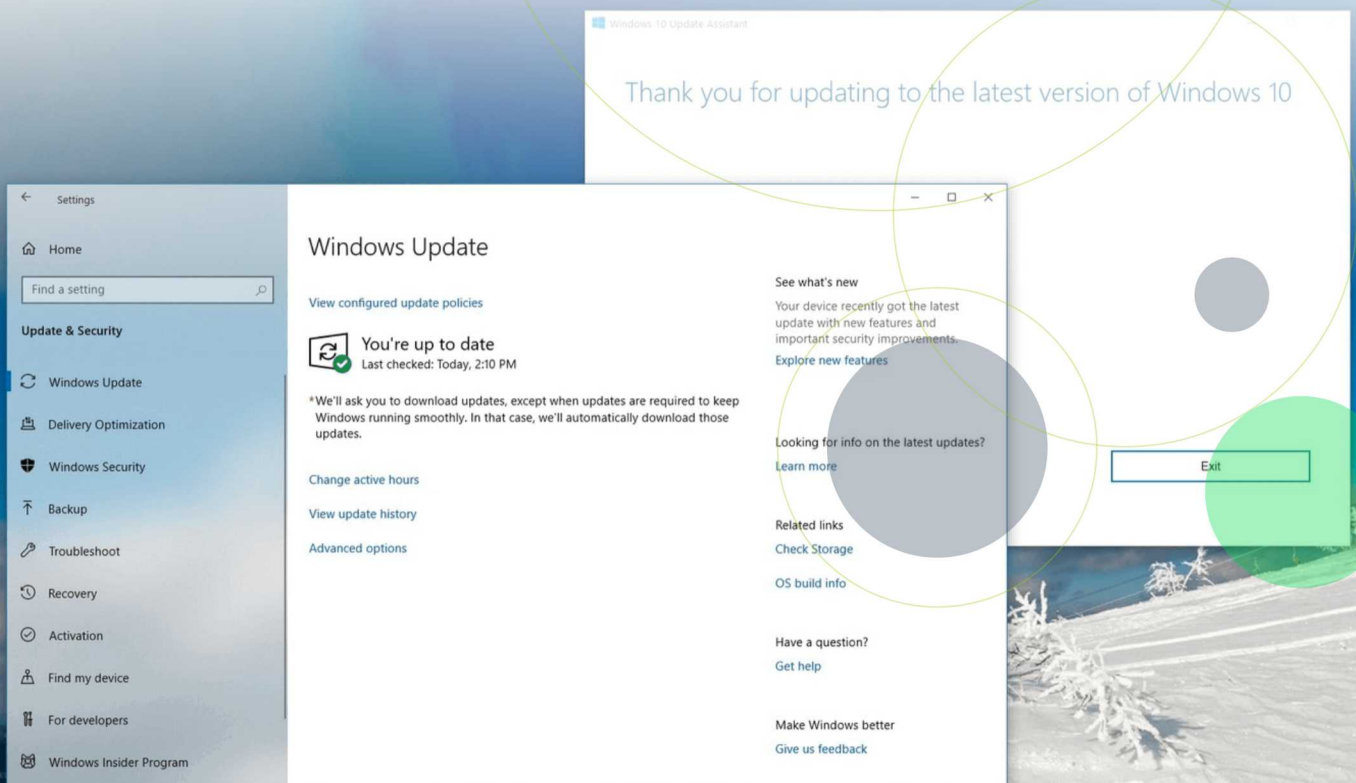 Windows 10 Update Assistant
Thank you for updating to the latest version of Windows 10
Exit
Settings
Home
Find a setting
Update & Security
Windows Update
Delivery Optimization
Windows Security
Backup
Troubleshoot
Recovery
Activation
Find my device
For developers
Windows Insider Program
Windows Update
View configured update policies
You're up to date
Last checked: Today, 2:10 PM
*We'll ask you to download updates, except when updates are required to keep
Windows running smoothly. In that case, we'll automatically download those
updates.
Change active hours
View update history
Advanced options
See what's new
Your device recently got the latest
update with new features and
important security improvements.
Explore new features
Looking for info on the latest updates?
Learn more
Related links
Check Storage
OS build info
Have a question?
Get help
Make Windows better
Give us feedback